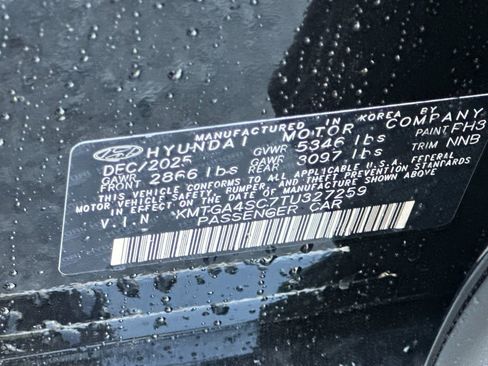 MANUFACTURED IN KOREA BY
HYUNDAI MOTOR COMPANY
DEC/2025 GVWR 5346 lbs PAINT FH3
GAWR FRONT 2866 lbs GAWR REAR 3097 lbs TRIM NNB
THIS VEHICLE CONFORMS TO ALL APPLICABLE U.S.A. FEDERAL
MOTOR VEHICLE SAFETY, BUMPER, AND THEFT PREVENTION STANDARDS
IN EFFECT ON THE DATE OF MANUFACTURE SHOWN ABOVE.
V.I.N KMTGA4SC7TU327259
PASSENGER CAR